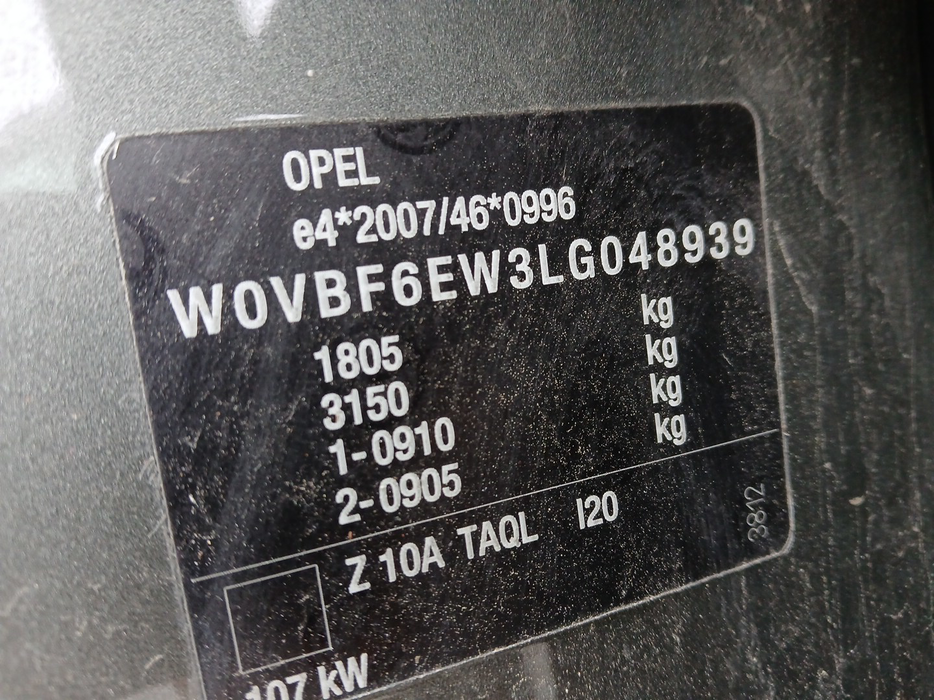 OPEL
e4*2007/46*0996
W0VBF6EW3LG048939
1805 kg
3150 kg
1-0910 kg
2-0905 kg
Z 10A TAQL I20
3812
107 kW